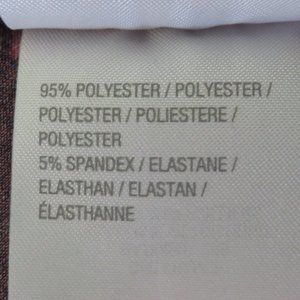 95% POLYESTER / POLYESTER /
POLYESTER / POLIESTERE /
POLYESTER
5% SPANDEX / ELASTANE /
ELASTHAN / ELASTAN /
ÉLASTHANNE